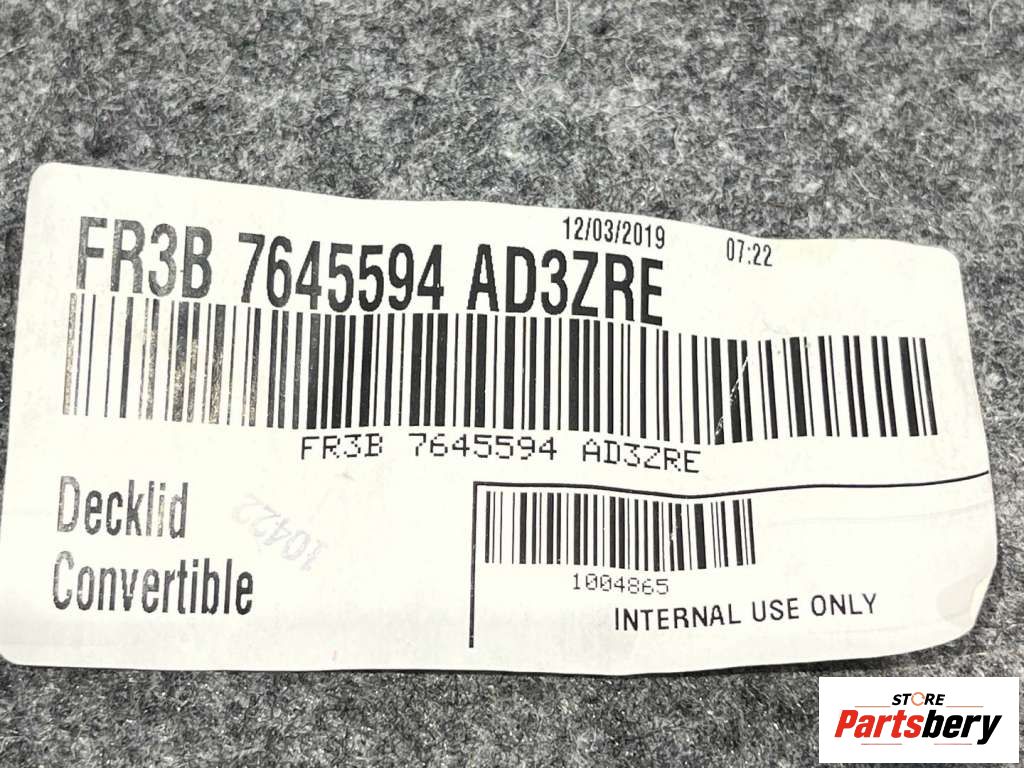 12/03/2019 07:22
FR3B 7645594 AD3ZRE
FR3B 7645594 AD3ZRE
Decklid
Convertible
10422
1004865
INTERNAL USE ONLY
STORE
Partsbery